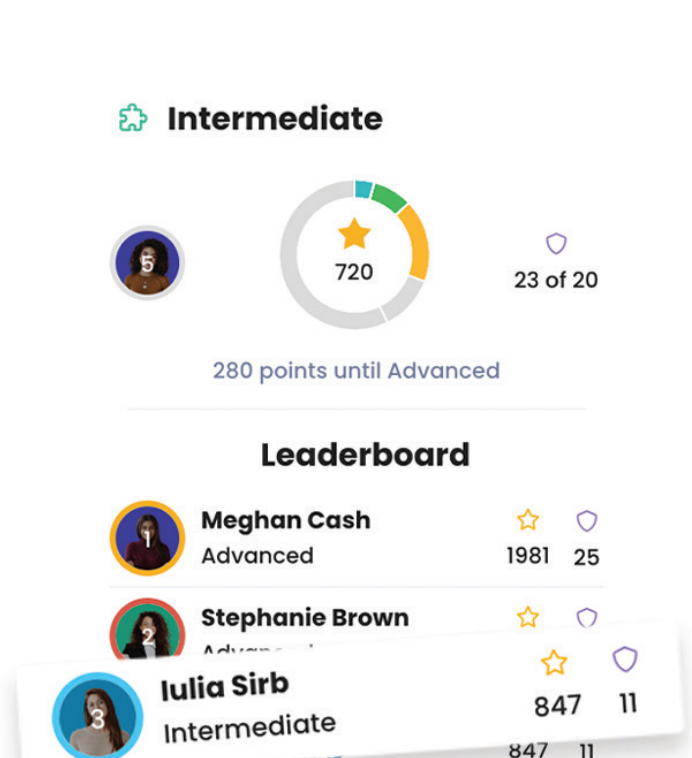 Intermediate
5
720
23 of 20
280 points until Advanced
Leaderboard
1
Meghan Cash
Advanced
1981
25
2
Stephanie Brown
3
Iulia Sirb
Intermediate
847
11
847
11